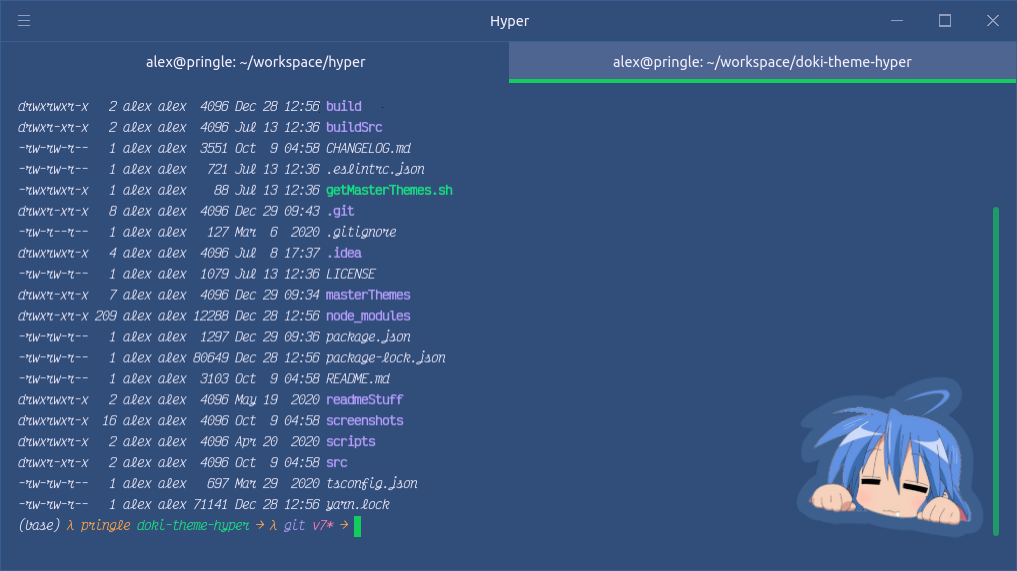 Hyper
alex@pringle: ~/workspace/hyper
alex@pringle: ~/workspace/doki-theme-hyper
drwxrwxr-x   2 alex alex  4096 Dec 28 12:56 build
drwxr-xr-x   2 alex alex  4096 Jul 13 12:36 buildSrc
-rw-rw-r--   1 alex alex  3551 Oct  9 04:58 CHANGELOG.md
-rw-rw-r--   1 alex alex   721 Jul 13 12:36 .eslintrc.json
-rwxrwxr-x   1 alex alex    88 Jul 13 12:36 getMasterThemes.sh
drwxr-xr-x   8 alex alex  4096 Dec 29 09:43 .git
-rw-r--r--   1 alex alex   127 Mar  6  2020 .gitignore
drwxrwxr-x   4 alex alex  4096 Jul  8 17:37 .idea
-rw-rw-r--   1 alex alex  1079 Jul 13 12:36 LICENSE
drwxr-xr-x   7 alex alex  4096 Dec 29 09:34 masterThemes
drwxr-xr-x 209 alex alex 12288 Dec 28 12:56 node_modules
-rw-rw-r--   1 alex alex  1297 Dec 29 09:36 package.json
-rw-rw-r--   1 alex alex 80649 Dec 28 12:56 package-lock.json
-rw-rw-r--   1 alex alex  3103 Oct  9 04:58 README.md
drwxrwxr-x   2 alex alex  4096 May 19  2020 readmeStuff
drwxrwxr-x  16 alex alex  4096 Oct  9 04:58 screenshots
drwxrwxr-x   2 alex alex  4096 Apr 20  2020 scripts
drwxr-xr-x   2 alex alex  4096 Oct  9 04:58 src
-rw-rw-r--   1 alex alex   697 Mar 29  2020 tsconfig.json
-rw-rw-r--   1 alex alex 71141 Dec 28 12:56 yarn.lock
(base) λ pringle doki-theme-hyper → λ git v7* →